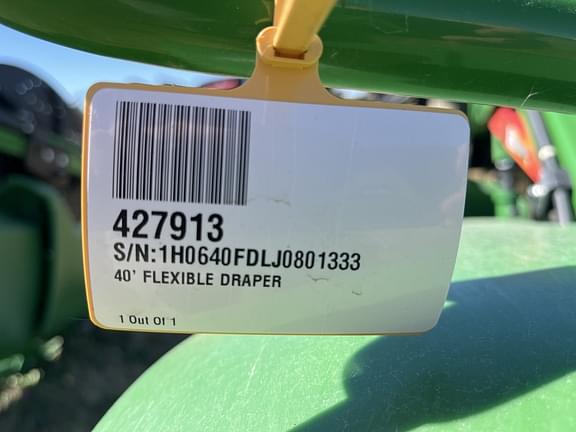 427913
S/N:1H0640FDLJ0801333
40' FLEXIBLE DRAPER
1 Out Of 1